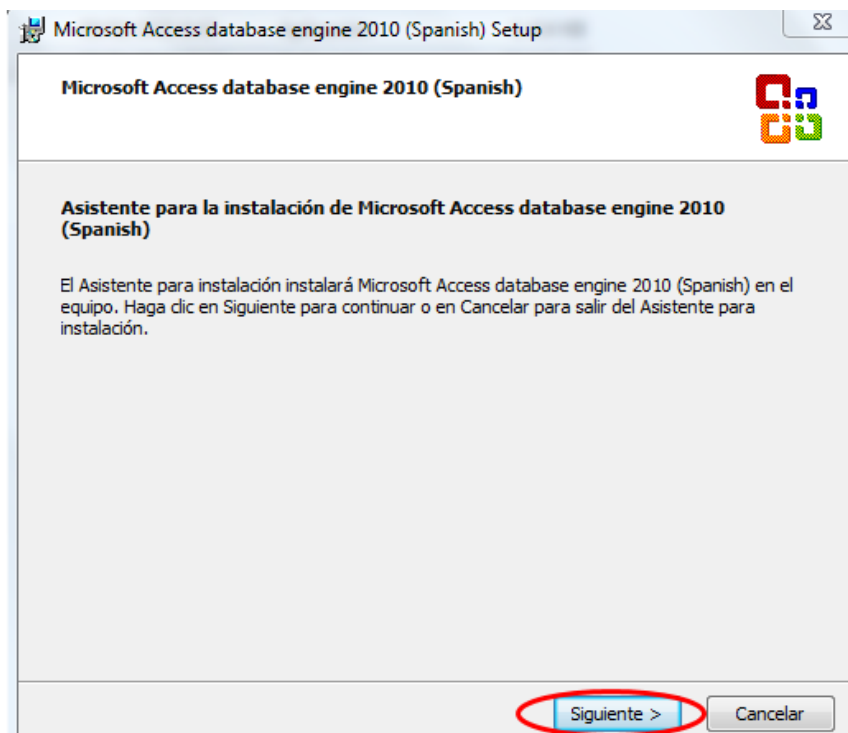 Microsoft Access database engine 2010 (Spanish) Setup
Microsoft Access database engine 2010 (Spanish)
Asistente para la instalación de Microsoft Access database engine 2010
(Spanish)
El Asistente para instalación instalará Microsoft Access database engine 2010 (Spanish) en el
equipo. Haga clic en Siguiente para continuar o en Cancelar para salir del Asistente para
instalación.
Siguiente >
Cancelar